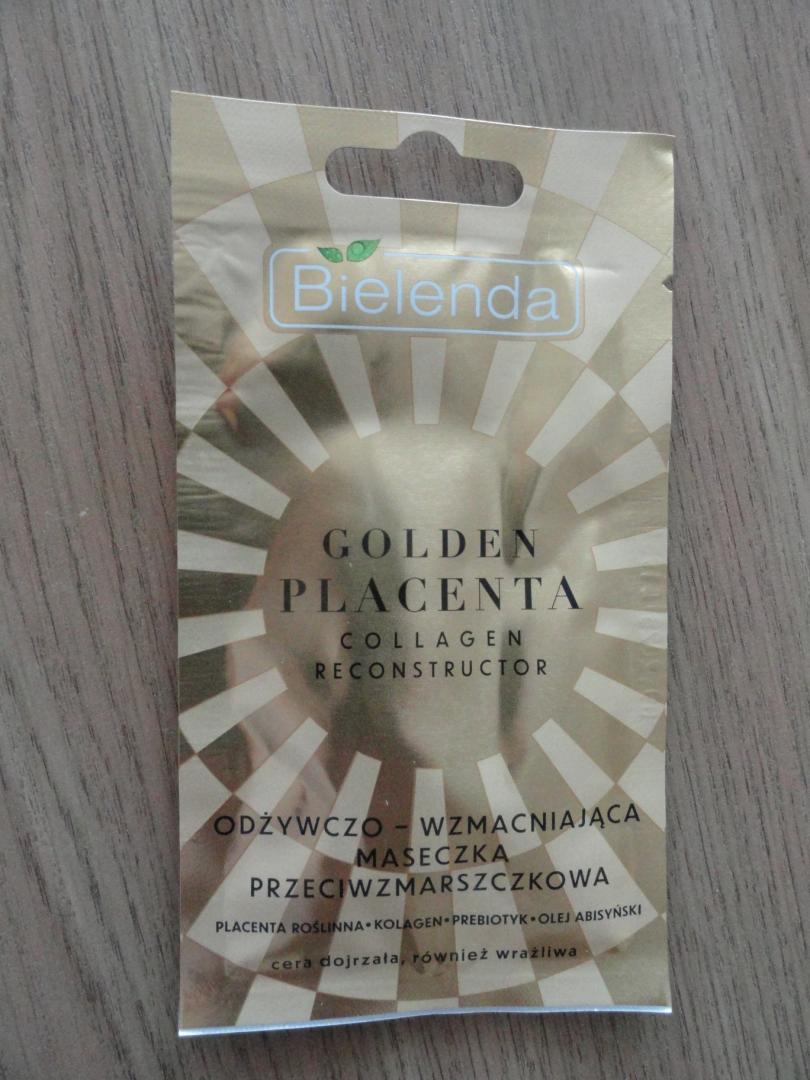 Bielenda
GOLDEN
PLACENTA
COLLAGEN
RECONSTRUCTOR
ODŻYWCZO – WZMACNIAJĄCA
MASECZKA
PRZECIWZMARSZCZKOWA
PLACENTA ROŚLINNA•KOLAGEN•PREBIOTYK•OLEJ ABISYŃSKI
cera dojrzała, również wrażliwa